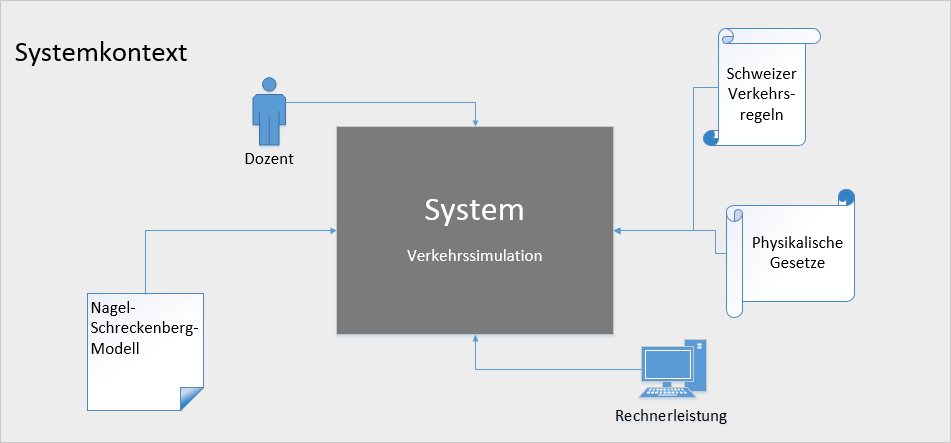 Systemkontext
Dozent
Schweizer
Verkehrs-
regeln
System
Verkehrssimulation
Physikalische
Gesetze
Nagel-
Schreckenberg-
Modell
Rechnerleistung